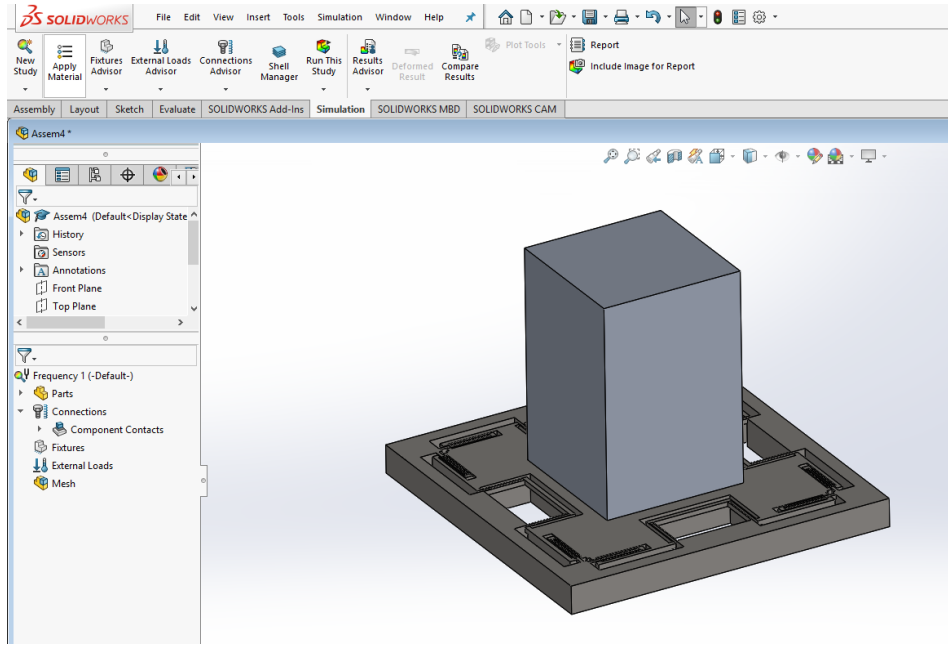 SOLIDWORKS File Edit View Insert Tools Simulation Window Help
New Study
Apply Material
Fixtures Advisor
External Loads Advisor
Connections Advisor
Shell Manager
Run This Study
Results Advisor
Deformed Result
Compare Results
Plot Tools
Report
Include Image for Report
Assembly Layout Sketch Evaluate SOLIDWORKS Add-Ins Simulation SOLIDWORKS MBD SOLIDWORKS CAM
Assem4 *
Assem4 (Default<Display State
History
Sensors
Annotations
Front Plane
Top Plane
Frequency 1 (-Default-)
Parts
Connections
Component Contacts
Fixtures
External Loads
Mesh